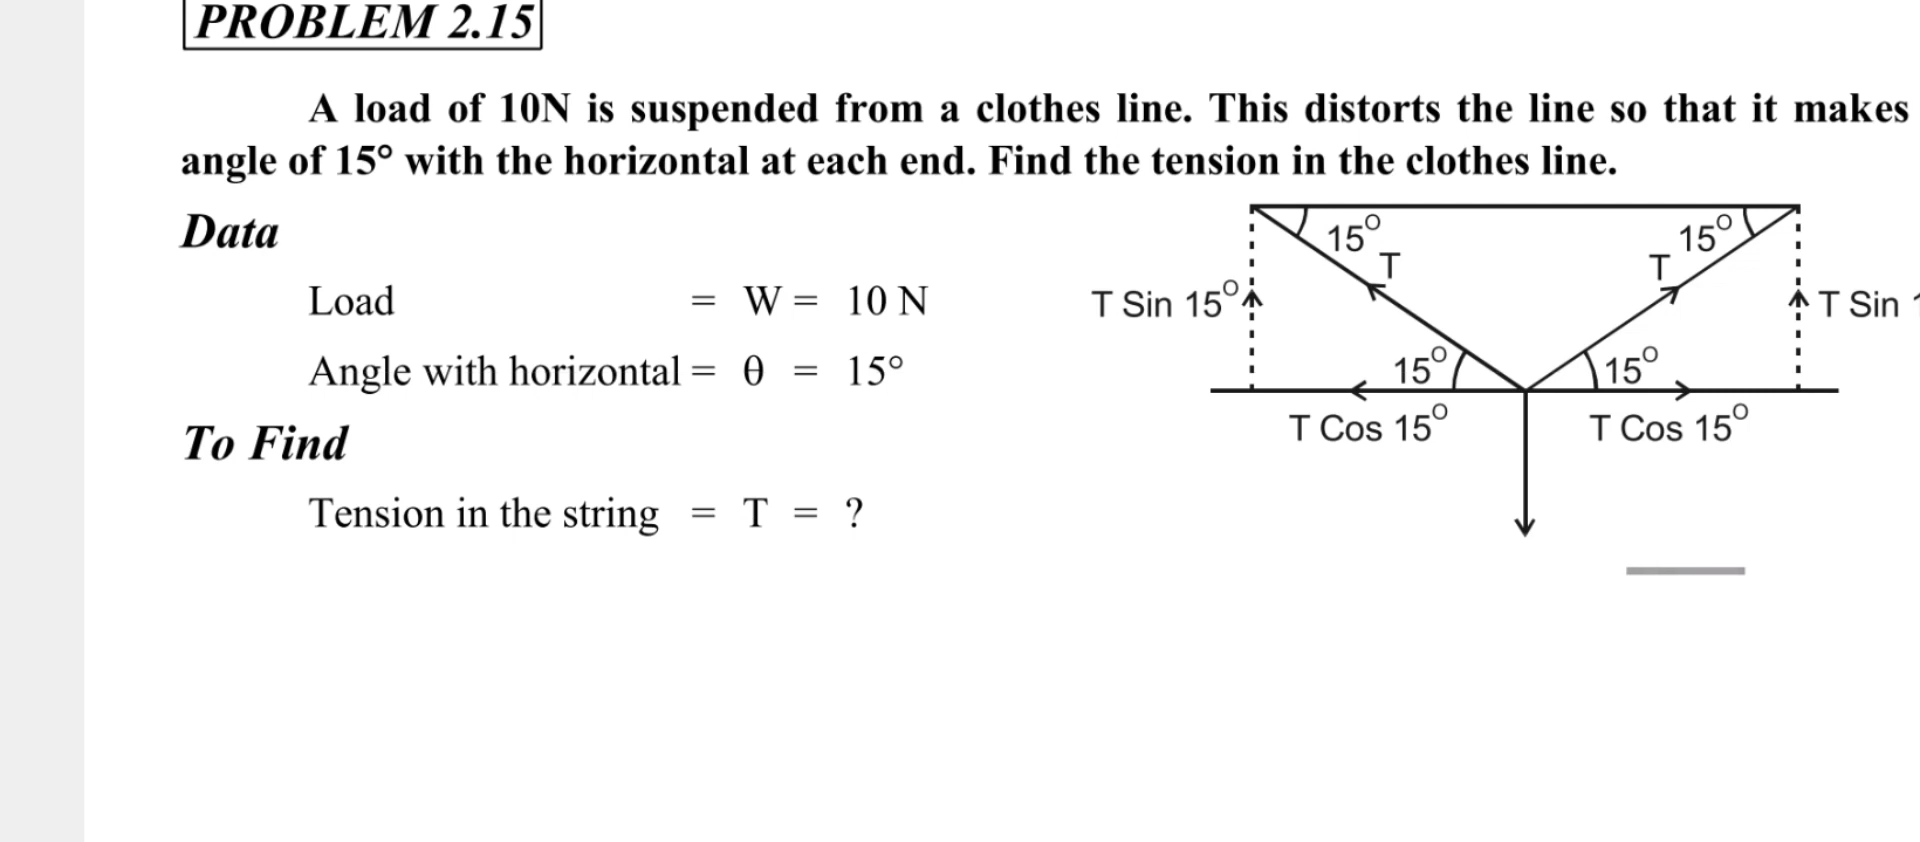 PROBLEM 2.15
A load of 10N is suspended from a clothes line. This distorts the line so that it makes
angle of 15° with the horizontal at each end. Find the tension in the clothes line.
Data
Load = W = 10 N
Angle with horizontal = θ = 15°
To Find
Tension in the string = T = ?
15° 15°
T T
T Sin 15° T Sin 1
15° 15°
T Cos 15° T Cos 15°